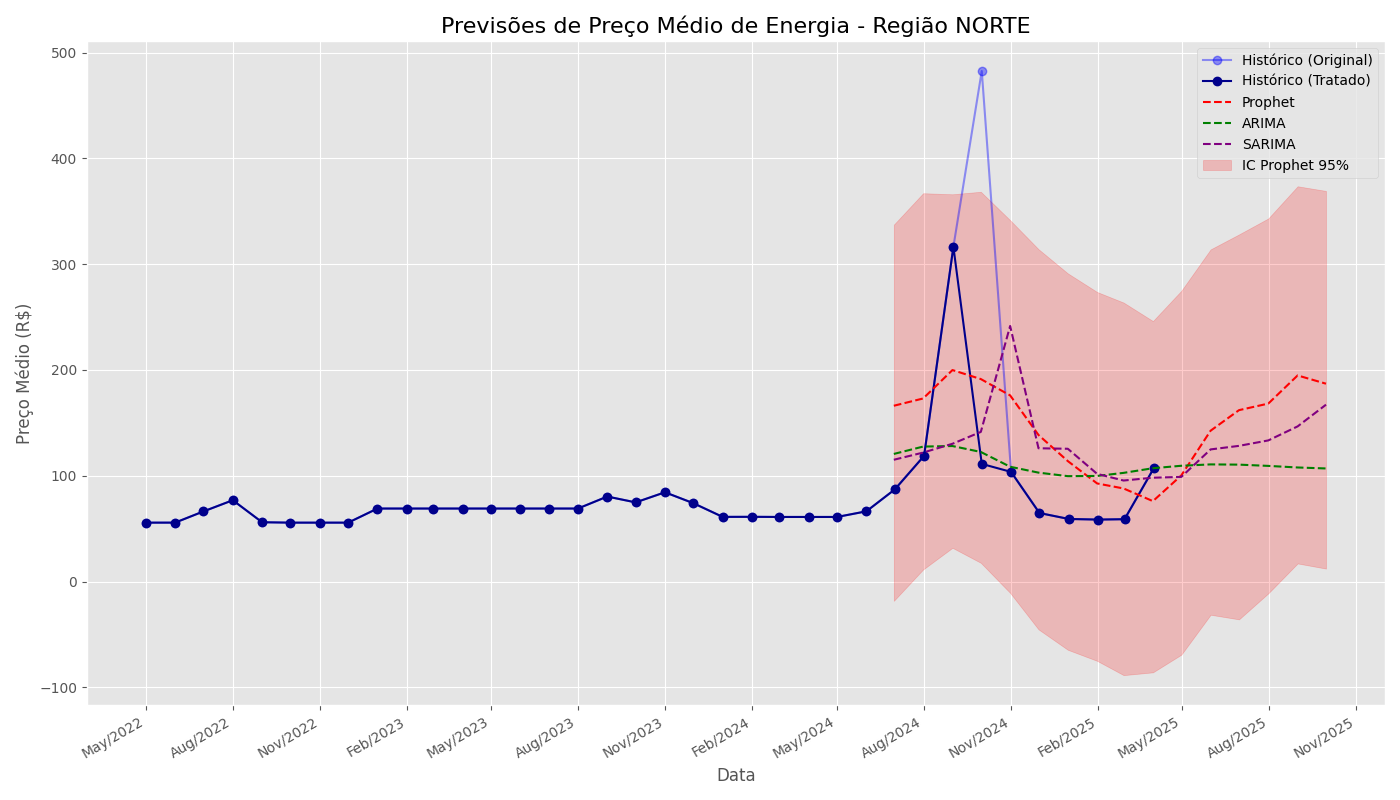 Previsões de Preço Médio de Energia - Região NORTE
Histórico (Original)
Histórico (Tratado)
Prophet
ARIMA
SARIMA
IC Prophet 95%
Preço Médio (R$)
500
400
300
200
100
0
−100
May/2022
Aug/2022
Nov/2022
Feb/2023
May/2023
Aug/2023
Nov/2023
Feb/2024
May/2024
Aug/2024
Nov/2024
Feb/2025
May/2025
Aug/2025
Nov/2025
Data